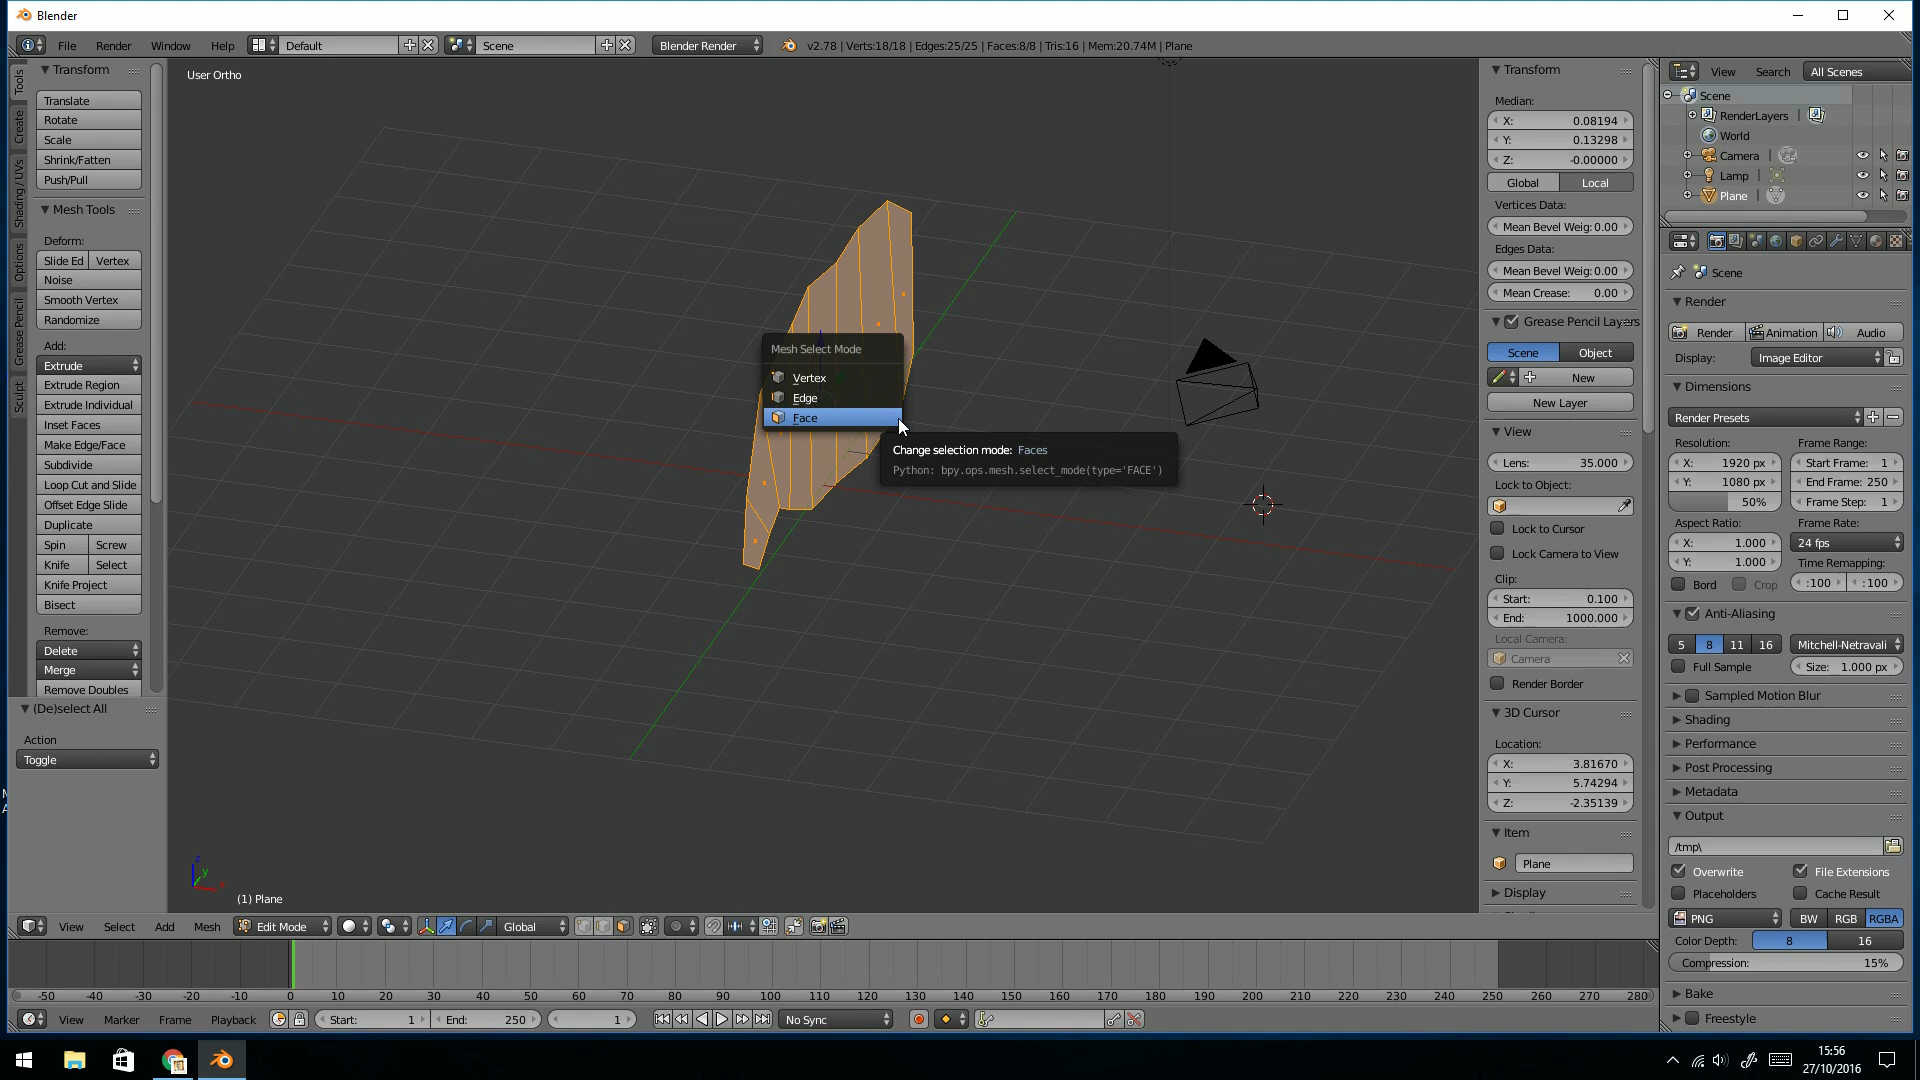 Blender
File Render Window Help Default Scene Blender Render v2.78 | Verts:18/18 | Edges:25/25 | Faces:8/8 | Tris:16 | Mem:20.74M | Plane
Tools
Create
Shading / UVs
Options
Grease Pencil
Sculpt
Transform
Translate
Rotate
Scale
Shrink/Fatten
Push/Pull
Mesh Tools
Deform:
Slide Ed Vertex
Noise
Smooth Vertex
Randomize
Add:
Extrude
Extrude Region
Extrude Individual
Inset Faces
Make Edge/Face
Subdivide
Loop Cut and Slide
Offset Edge Slide
Duplicate
Spin Screw
Knife Select
Knife Project
Bisect
Remove:
Delete
Merge
Remove Doubles
(De)select All
Action
Toggle
User Ortho
Mesh Select Mode
Vertex
Edge
Face
Change selection mode: Faces
Python: bpy.ops.mesh.select_mode(type='FACE')
z
y
x
(1) Plane
View Select Add Mesh Edit Mode Global
Transform
Median:
X: 0.08194
Y: 0.13298
Z: -0.00000
Global Local
Vertices Data:
Mean Bevel Weig: 0.00
Edges Data:
Mean Bevel Weig: 0.00
Mean Crease: 0.00
Grease Pencil Layers
Scene Object
New
New Layer
View
Lens: 35.000
Lock to Object:
Lock to Cursor
Lock Camera to View
Clip:
Start: 0.100
End: 1000.000
Local Camera:
Camera
Render Border
3D Cursor
Location:
X: 3.81670
Y: 5.74294
Z: -2.35139
Item
Plane
Display
View Search All Scenes
Scene
RenderLayers
World
Camera
Lamp
Plane
Scene
Render
Render Animation Audio
Display: Image Editor
Dimensions
Render Presets
Resolution: Frame Range:
X: 1920 px Start Frame: 1
Y: 1080 px End Frame: 250
50% Frame Step: 1
Aspect Ratio: Frame Rate:
X: 1.000 24 fps
Y: 1.000 Time Remapping:
Bord Crop :100 :100
Anti-Aliasing
5 8 11 16 Mitchell-Netravali
Full Sample Size: 1.000 px
Sampled Motion Blur
Shading
Performance
Post Processing
Metadata
Output
/tmp\
Overwrite File Extensions
Placeholders Cache Result
PNG BW RGB RGBA
Color Depth: 8 16
Compression: 15%
Bake
Freestyle
-50 -40 -30 -20 -10 0 10 20 30 40 50 60 70 80 90 100 110 120 130 140 150 160 170 180 190 200 210 220 230 240 250 260 270 280
View Marker Frame Playback Start: 1 End: 250 1 No Sync
15:56
27/10/2016